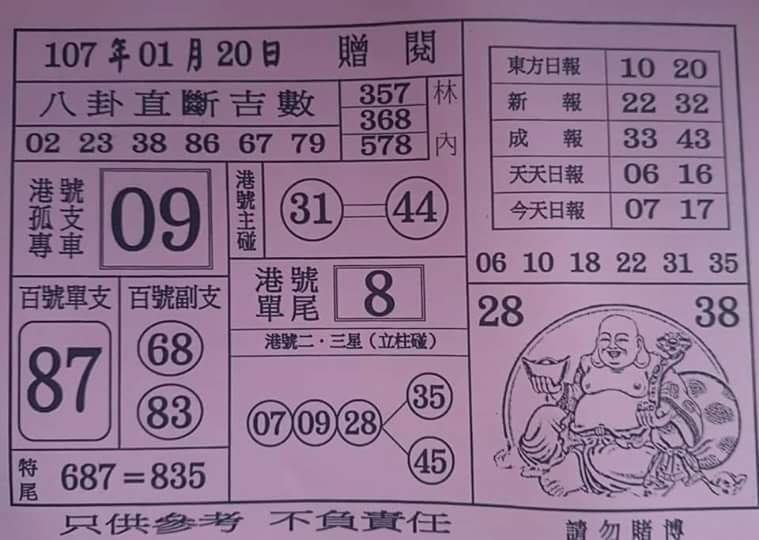 107年01月20日 贈閱
八卦直斷吉數
02 23 38 86 67 79
357
368
578
林內
港號孤支專車
09
港號主碰
31 44
百號單支
87
百號副支
68
83
港號單尾
8
港號二·三星(立柱碰)
07 09 28
35
45
特尾
687=835
東方日報 10 20
新報 22 32
成報 33 43
天天日報 06 16
今天日報 07 17
06 10 18 22 31 35
28 38
只供參考 不負責任
請勿賭博